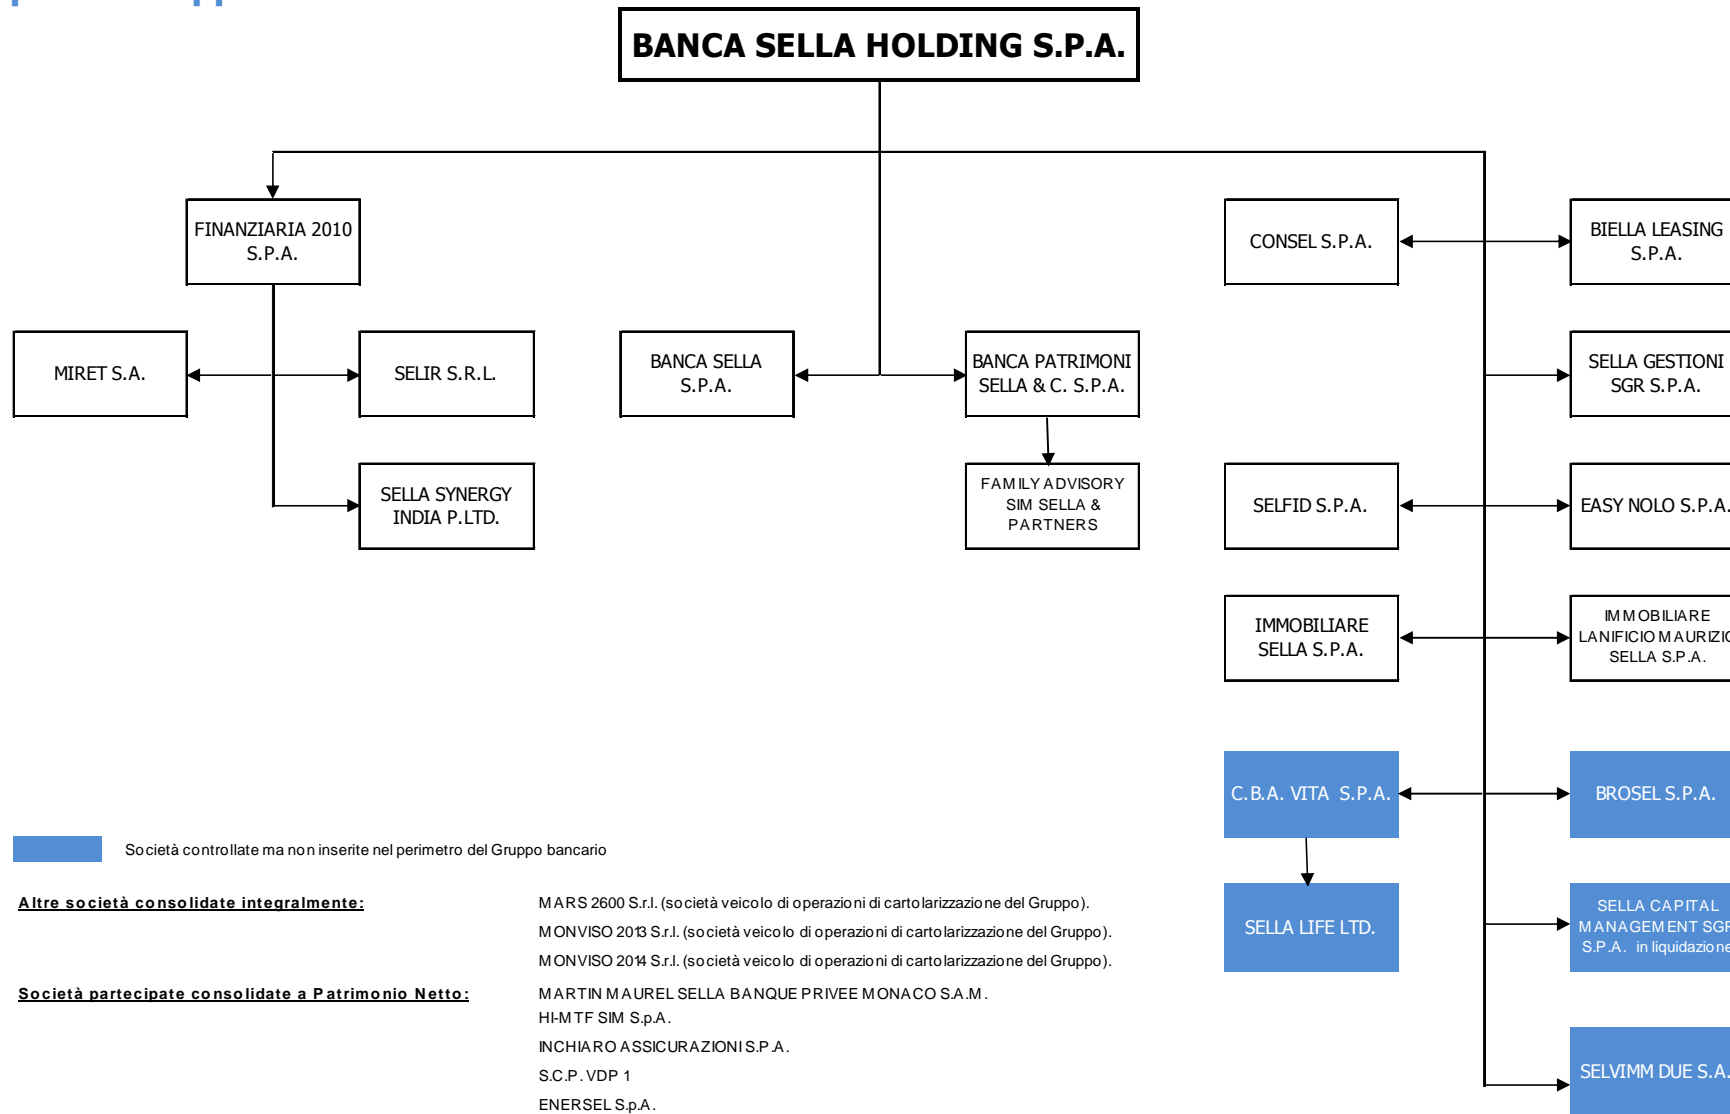 BANCA SELLA HOLDING S.P.A.
FINANZIARIA 2010
S.P.A.
CONSEL S.P.A.
BIELLA LEASING
S.P.A.
MIRET S.A.
SELIR S.R.L.
BANCA SELLA
S.P.A.
BANCA PATRIMONI
SELLA & C. S.P.A.
SELLA GESTIONI
SGR S.P.A.
SELLA SYNERGY
INDIA P.LTD.
FAMILY ADVISORY
SIM SELLA &
PARTNERS
SELFID S.P.A.
EASY NOLO S.P.A.
IMMOBILIARE
SELLA S.P.A.
IMMOBILIARE
LANIFICIO MAURIZIO
SELLA S.P.A.
C.B.A. VITA S.P.A.
BROSEL S.P.A.
Società controllate ma non inserite nel perimetro del Gruppo bancario
SELLA LIFE LTD.
SELLA CAPITAL
MANAGEMENT SGR
S.P.A. in liquidazione
Altre società consolidate integralmente:
MARS 2600 S.r.l. (società veicolo di operazioni di cartolarizzazione del Gruppo).
MONVISO 2013 S.r.l. (società veicolo di operazioni di cartolarizzazione del Gruppo).
MONVISO 2014 S.r.l. (società veicolo di operazioni di cartolarizzazione del Gruppo).
Società partecipate consolidate a Patrimonio Netto:
MARTIN MAUREL SELLA BANQUE PRIVEE MONACO S.A.M.
HI-MTF SIM S.p.A.
INCHIARO ASSICURAZIONI S.P.A.
S.C.P. VDP 1
ENERSEL S.p.A.
SELVIMM DUE S.A.